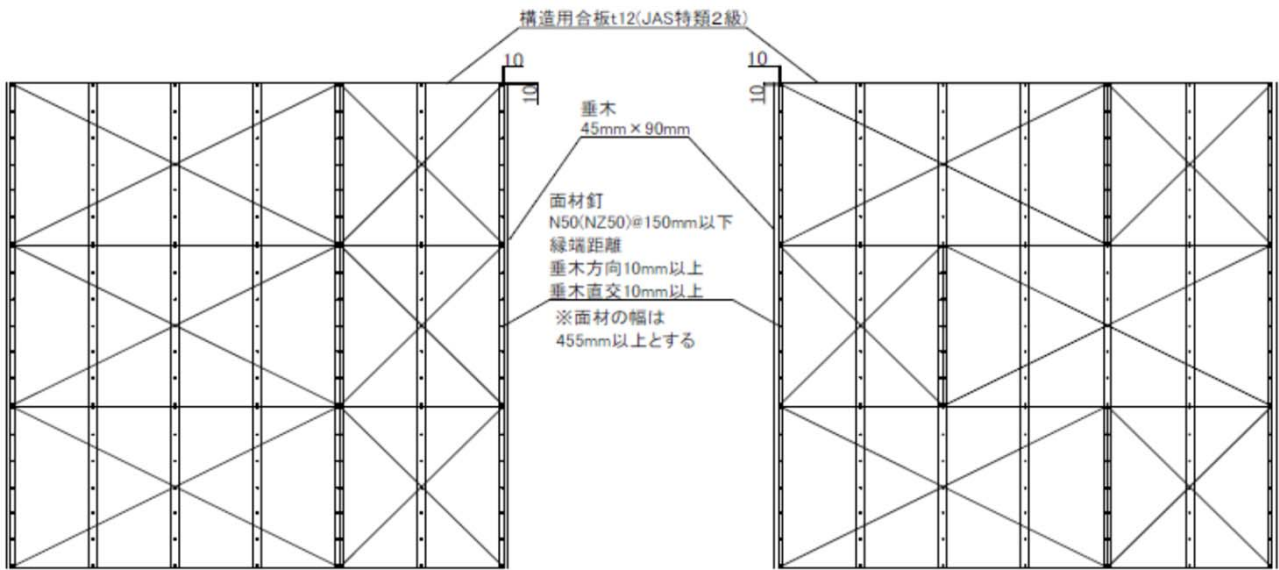 構造用合板t12(JAS特類2級)
10
10
10
10
垂木
45mm×90mm
面材釘
N50(NZ50)@150mm以下
縁端距離
垂木方向10mm以上
垂木直交10mm以上
※面材の幅は
455mm以上とする